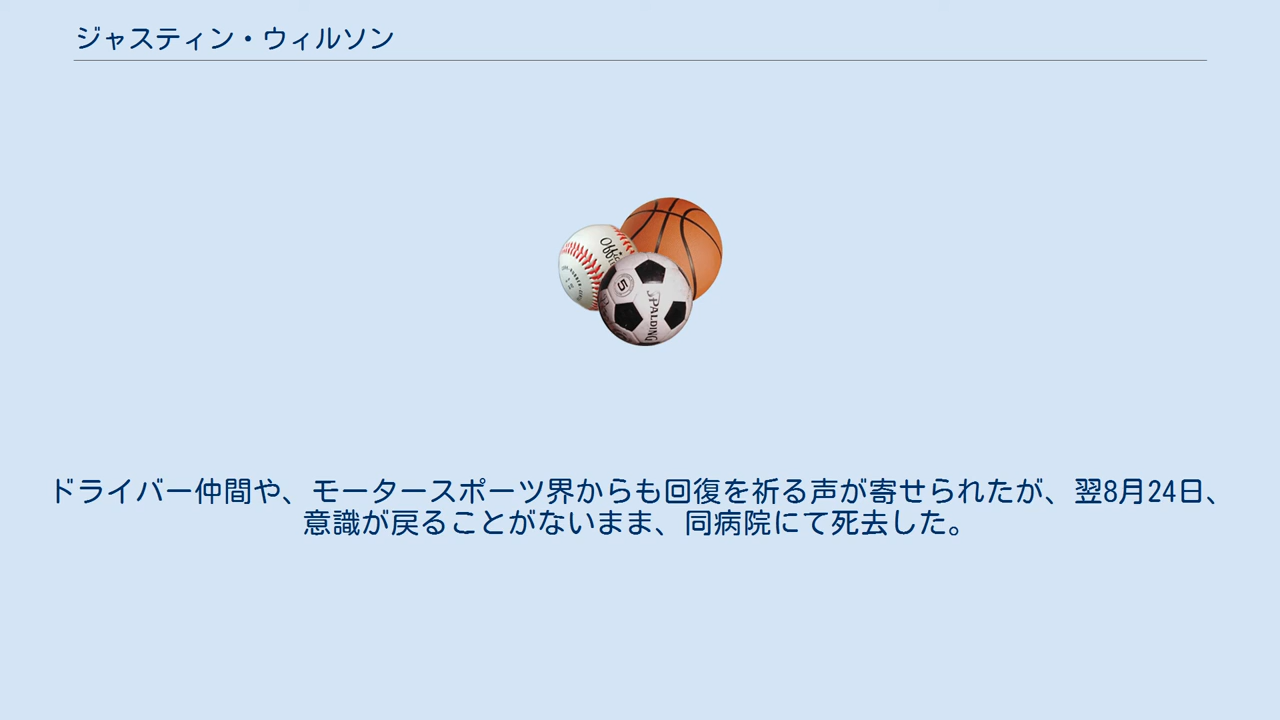 ジャスティン・ウィルソン
Offici
5
SPALDING
ドライバー仲間や、モータースポーツ界からも回復を祈る声が寄せられたが、翌8月24日、
意識が戻ることがないまま、同病院にて死去した。